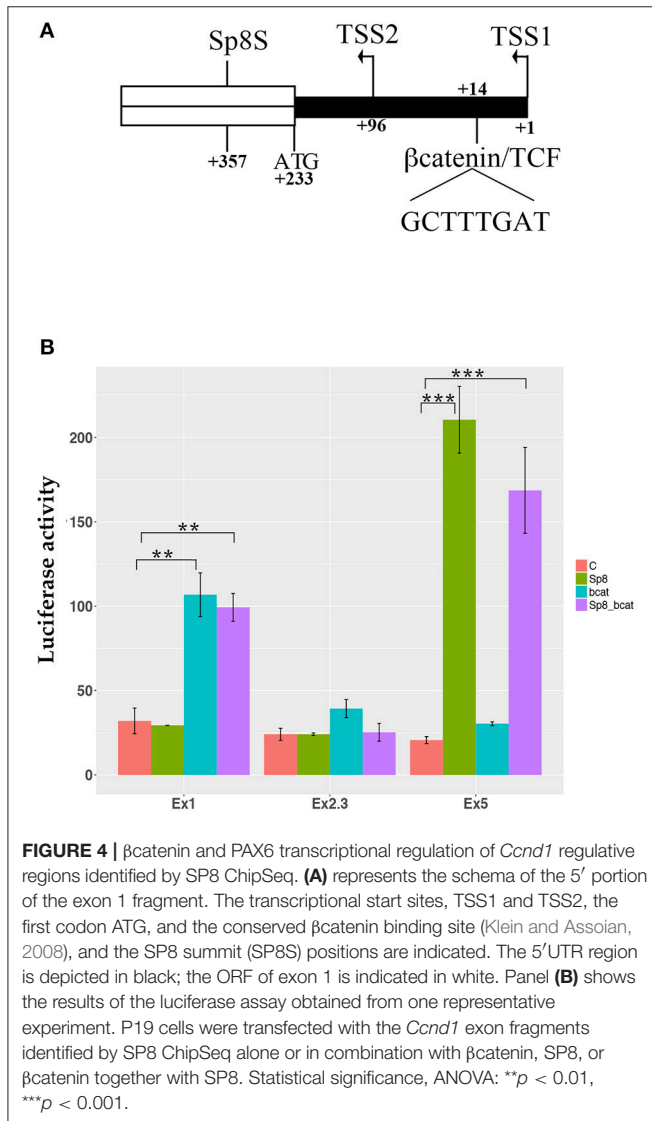 A
Sp8S
TSS2
TSS1
+14
+357
ATG
+233
+96
+1
βcatenin/TCF
GCTTTGAT
B
Luciferase activity
200
150
100
50
0
***
***
**
**
C
Sp8
bcat
Sp8_bcat
Ex1
Ex2.3
Ex5
FIGURE 4 | βcatenin and PAX6 transcriptional regulation of Ccnd1 regulative
regions identified by SP8 ChipSeq. (A) represents the schema of the 5′ portion
of the exon 1 fragment. The transcriptional start sites, TSS1 and TSS2, the
first codon ATG, and the conserved βcatenin binding site (Klein and Assoian,
2008), and the SP8 summit (SP8S) positions are indicated. The 5′UTR region
is depicted in black; the ORF of exon 1 is indicated in white. Panel (B) shows
the results of the luciferase assay obtained from one representative
experiment. P19 cells were transfected with the Ccnd1 exon fragments
identified by SP8 ChipSeq alone or in combination with βcatenin, SP8, or
βcatenin together with SP8. Statistical significance, ANOVA: **p < 0.01,
***p < 0.001.